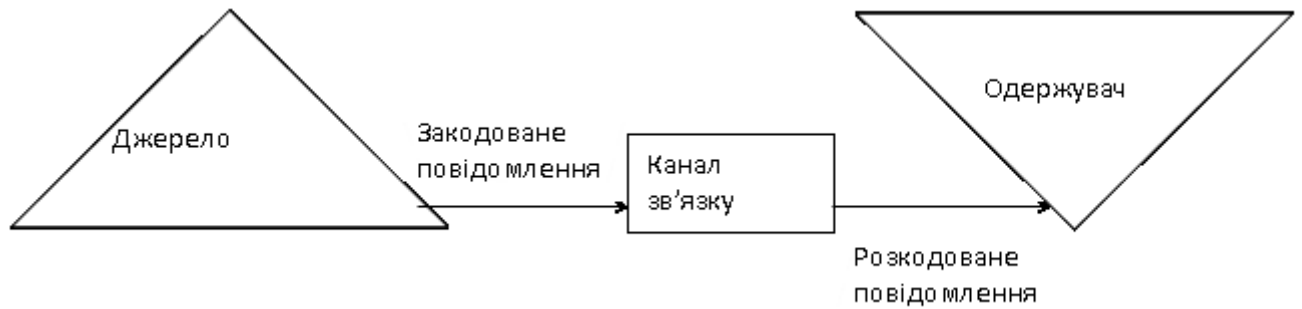 Джерело
Закодоване
повідомлення
Канал
зв’язку
Одержувач
Розкодоване
повідомлення